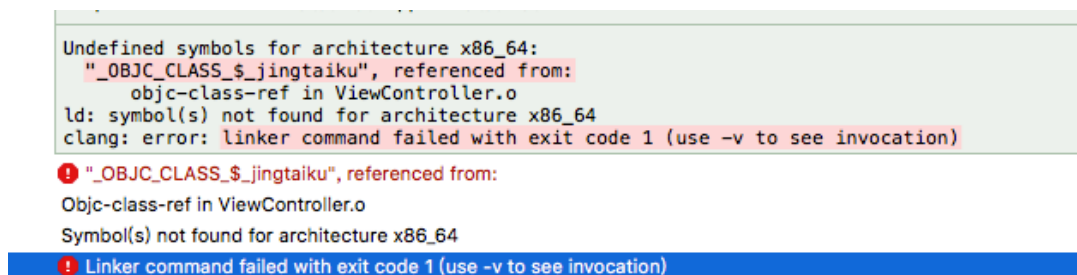 Undefined symbols for architecture x86_64:
"_OBJC_CLASS_$_jingtaiku", referenced from:
objc-class-ref in ViewController.o
ld: symbol(s) not found for architecture x86_64
clang: error: linker command failed with exit code 1 (use -v to see invocation)
"_OBJC_CLASS_$_jingtaiku", referenced from:
Objc-class-ref in ViewController.o
Symbol(s) not found for architecture x86_64
Linker command failed with exit code 1 (use -v to see invocation)